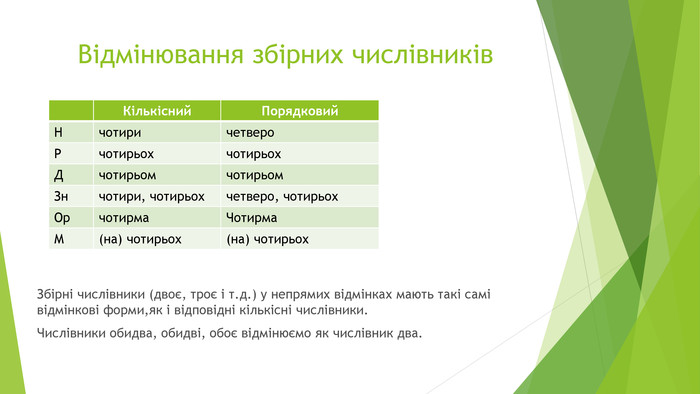 Відмінювання збірних числівників
Кількісний Порядковий
Н чотири четверо
Р чотирьох чотирьох
Д чотирьом чотирьом
Зн чотири, чотирьох четверо, чотирьох
Ор чотирма Чотирма
М (на) чотирьох (на) чотирьох
Збірні числівники (двоє, троє і т.д.) у непрямих відмінках мають такі самі
відмінкові форми,як і відповідні кількісні числівники.
Числівники обидва, обидві, обоє відмінюємо як числівник два.